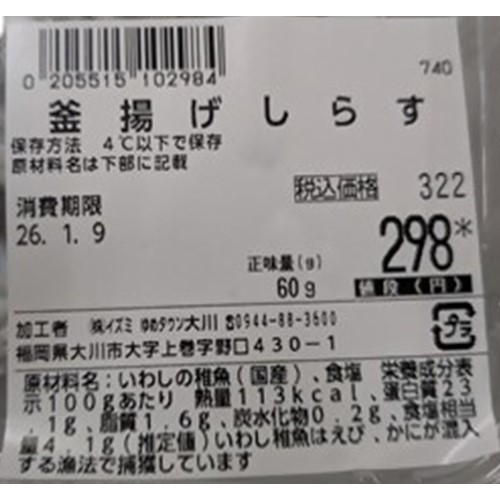 0 205515 102984
740
釜揚げしらす
保存方法 4℃以下で保存
原材料名は下部に記載
税込価格 322
消費期限
26.1.9
298*
正味量(g)
60g
値段(円)
加工者 ㈱イズミ ゆめタウン大川 ☎0944-88-3600
プラ
福岡県大川市大字上巻字野口430-1
原材料名:いわしの稚魚(国産)、食塩 栄養成分表
示100gあたり 熱量113kcal、蛋白質23
.1g、脂質1.6g、炭水化物0.2g、食塩相当
量4.1g(推定値)いわし稚魚はえび、かにが混入
する漁法で捕獲しています